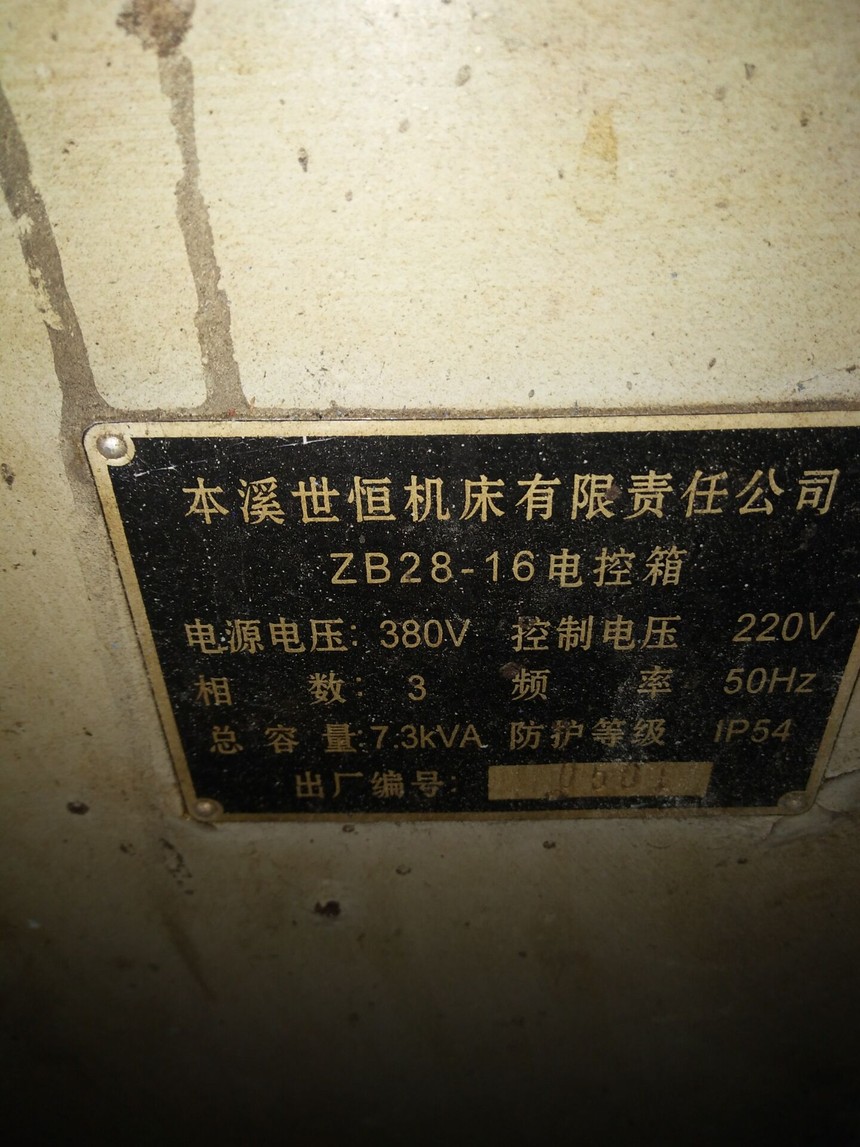 本溪世恒机床有限责任公司
ZB28-16电控箱
电源电压: 380V 控制电压 220V
相数: 3 频率 50Hz
总容量: 7.3kVA 防护等级 IP54
出厂编号: 0501